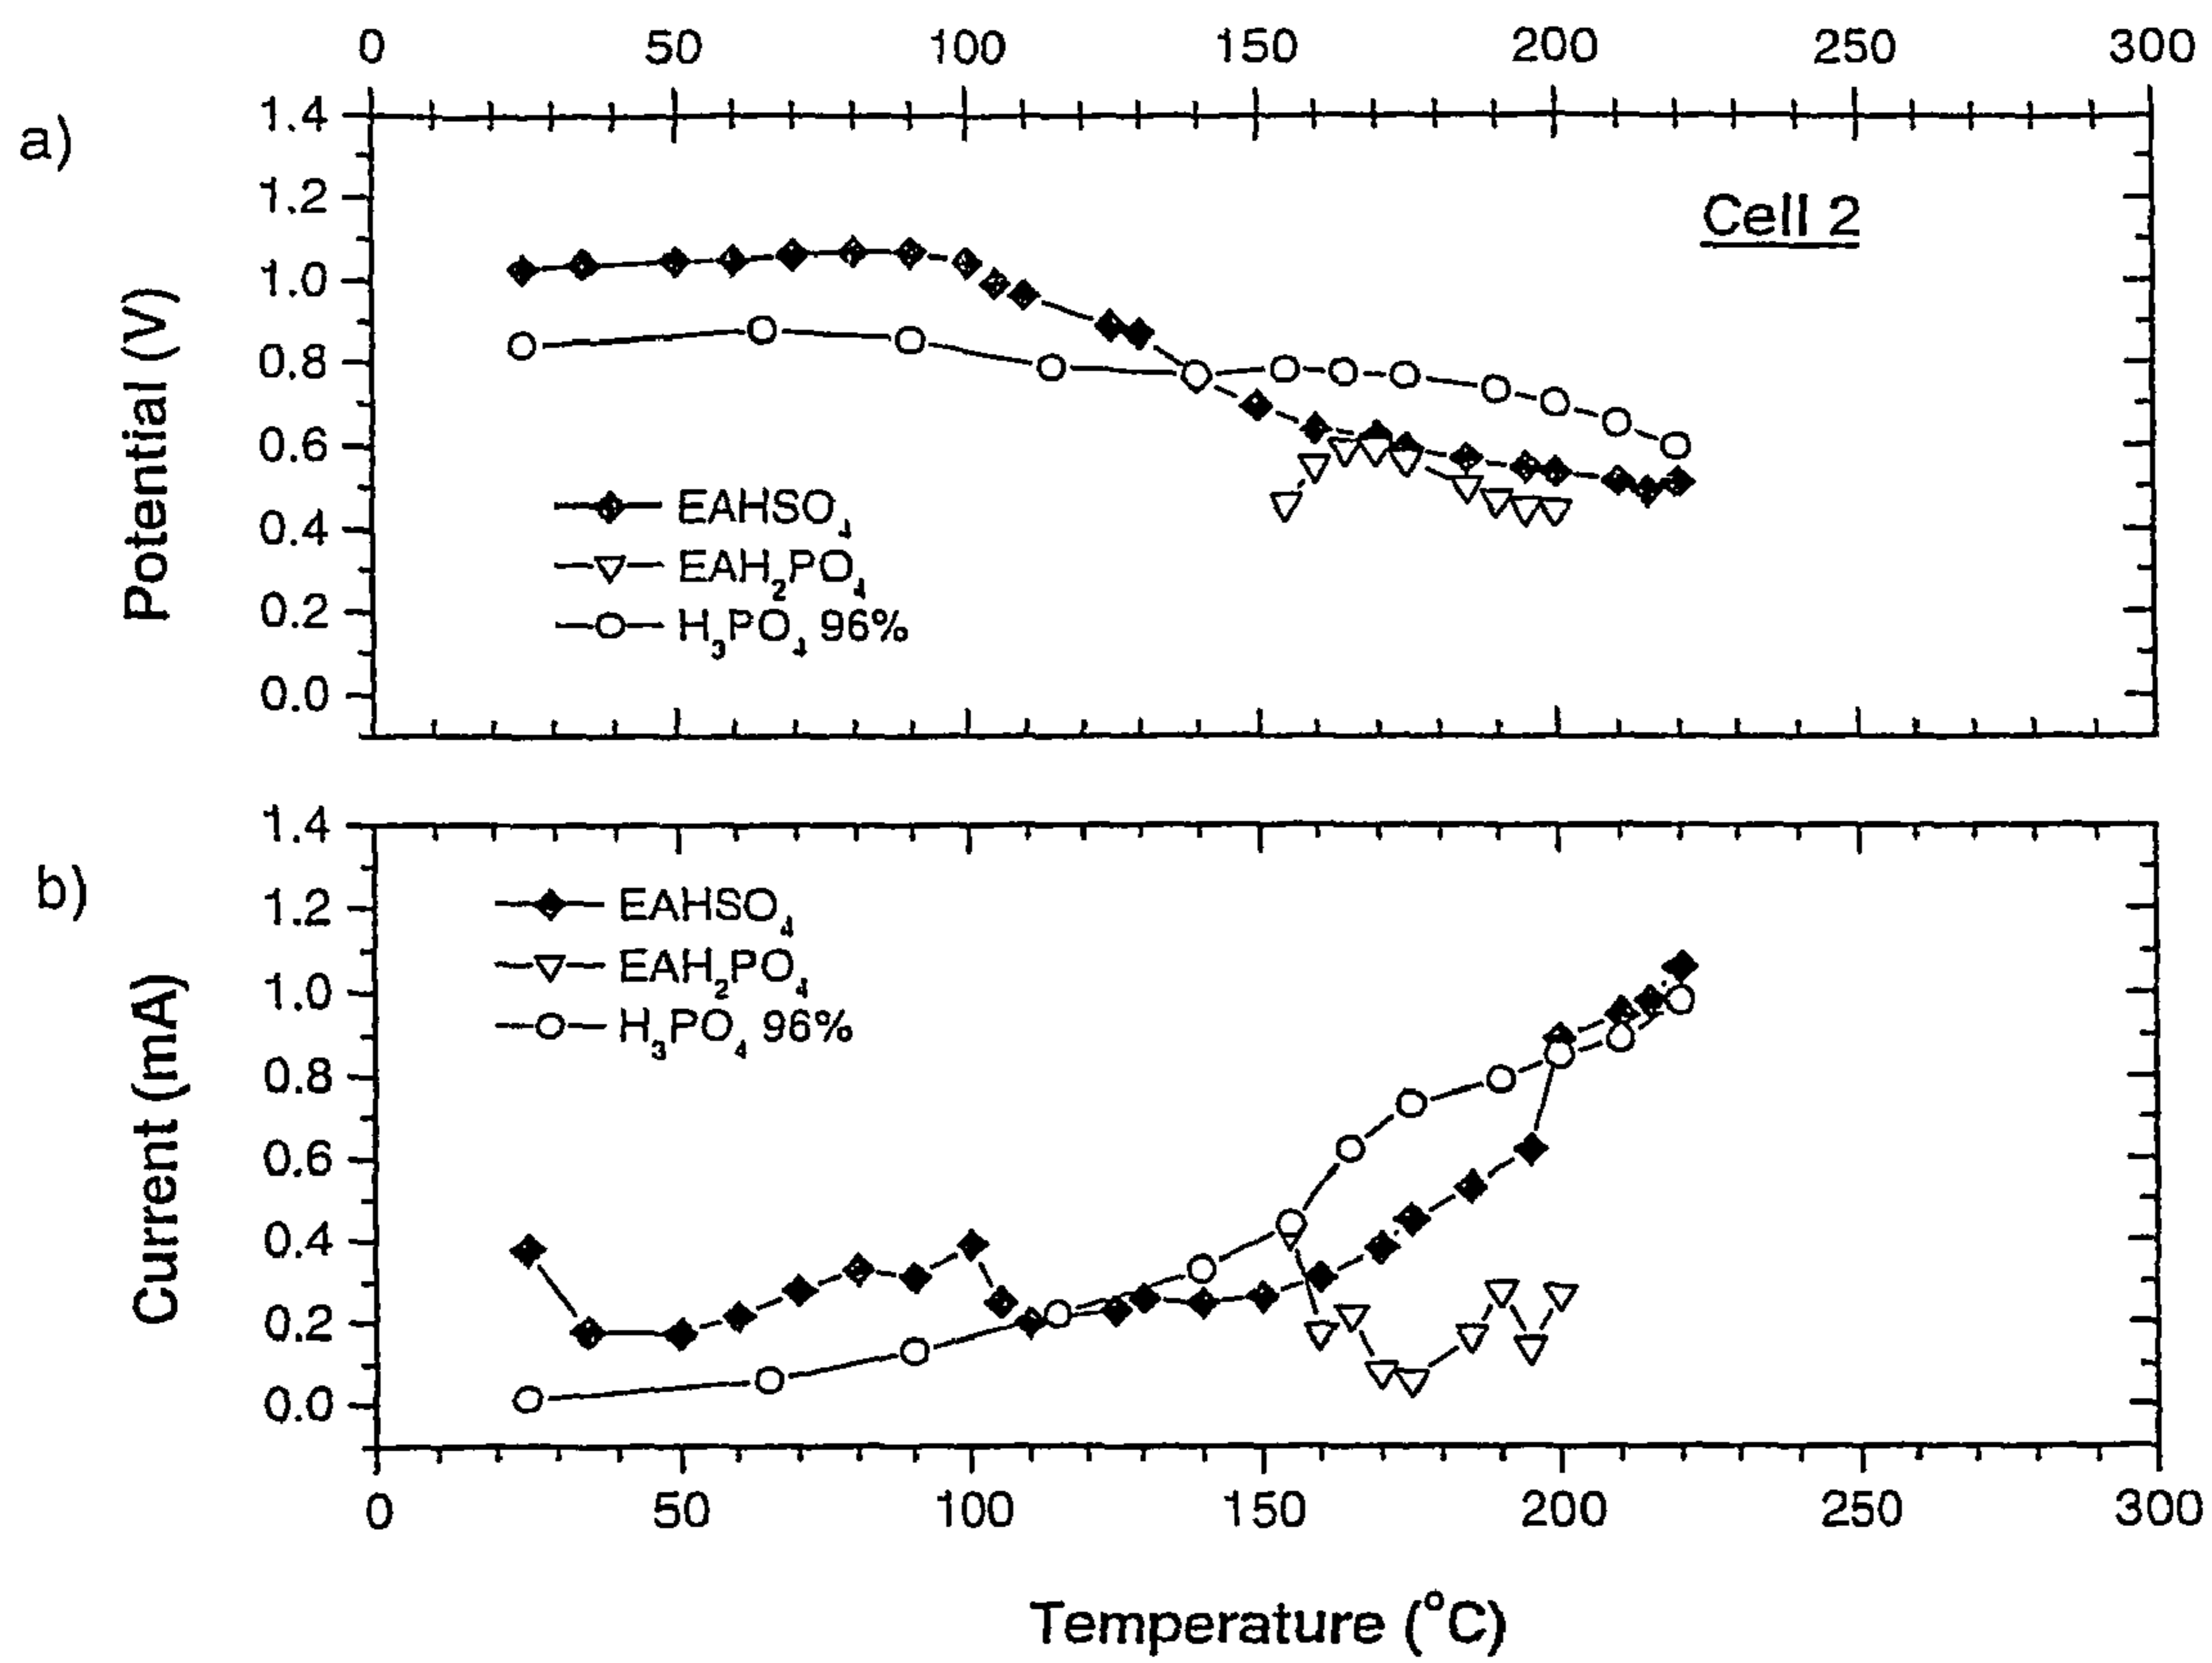 0 50 100 150 200 250 300
a)
1.4
1.2
1.0
0.8
0.6
0.4
0.2
0.0
Potential (V)
Cell 2
EAHSO₄
EAH₂PO₄
H₃PO₄ 96%
b)
1.4
1.2
1.0
0.8
0.6
0.4
0.2
0.0
Current (mA)
EAHSO₄
EAH₂PO₄
H₃PO₄ 96%
0 50 100 150 200 250 300
Temperature (°C)